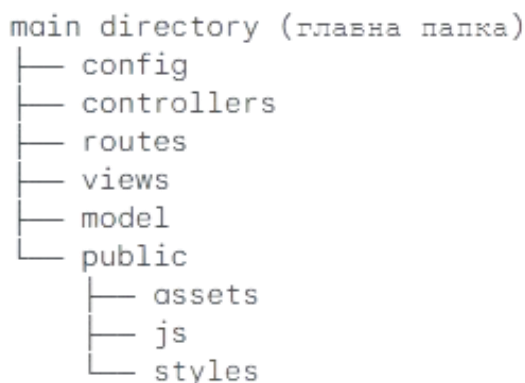 main directory (главна папка)
├── config
├── controllers
├── routes
├── views
├── model
└── public
    ├── assets
    ├── js
    └── styles